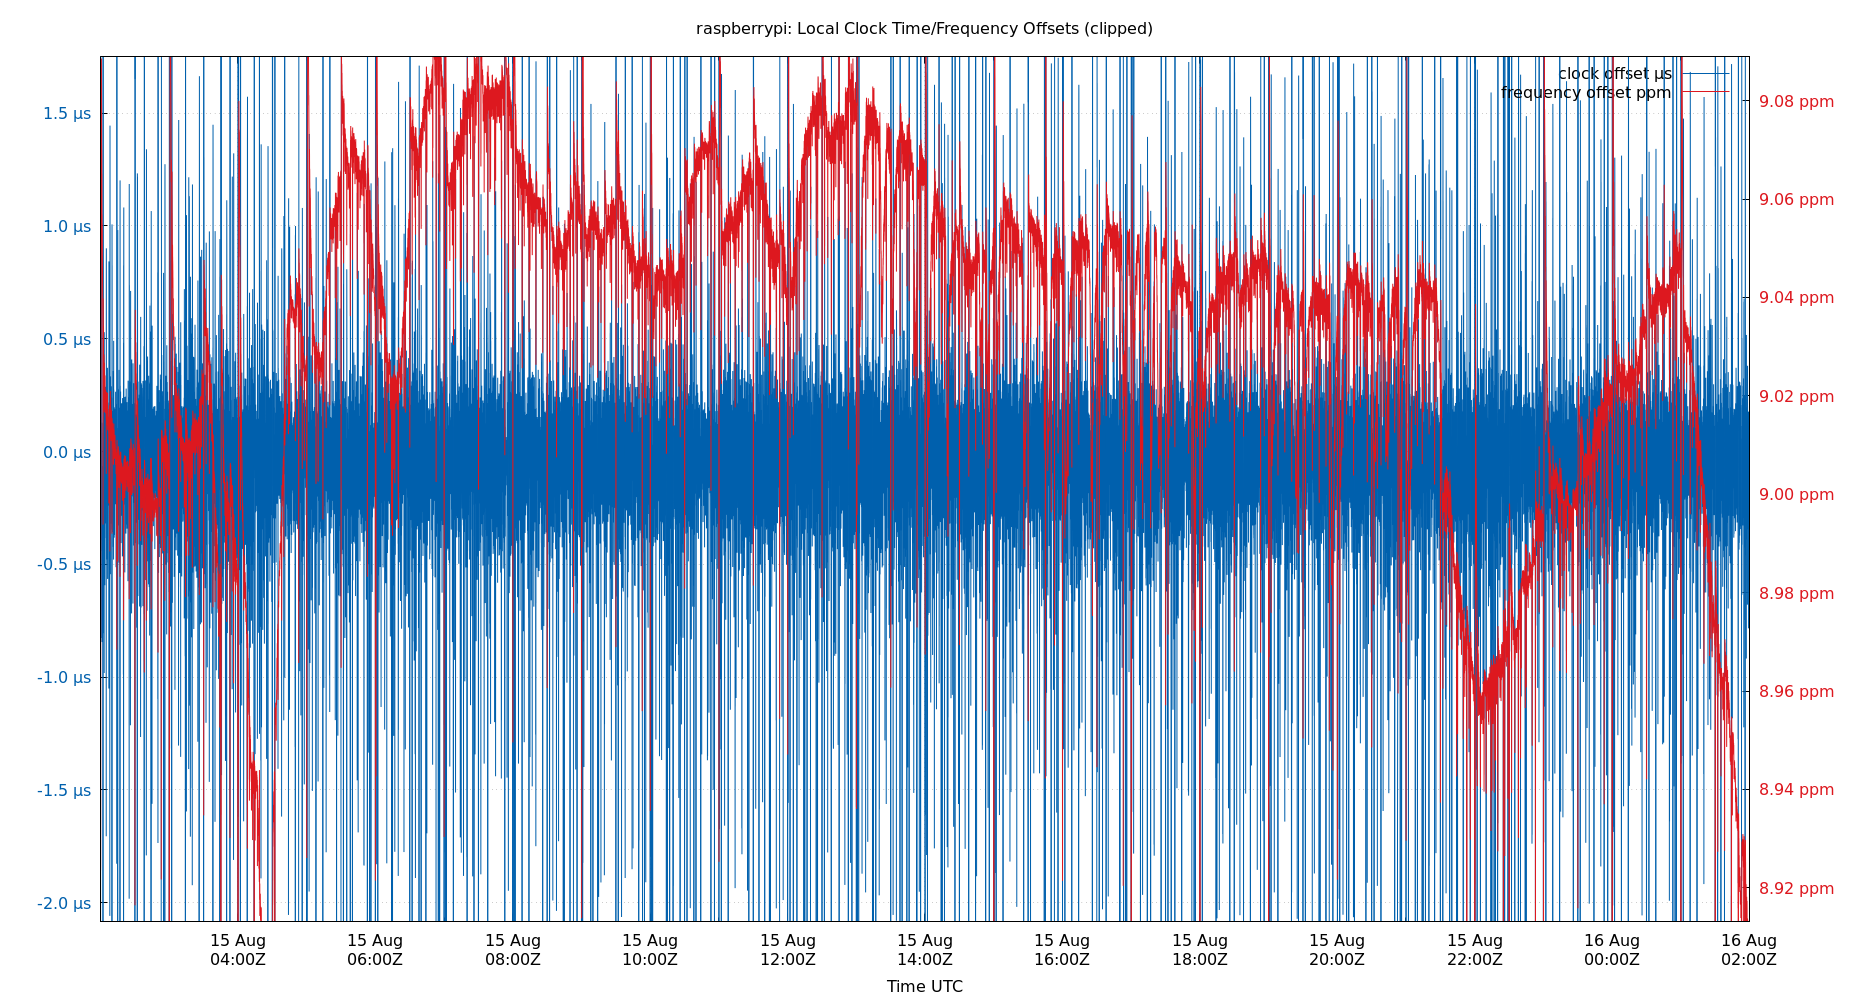 raspberrypi: Local Clock Time/Frequency Offsets (clipped)
clock offset µs
frequency offset ppm
1.5 µs
1.0 µs
0.5 µs
0.0 µs
-0.5 µs
-1.0 µs
-1.5 µs
-2.0 µs
9.08 ppm
9.06 ppm
9.04 ppm
9.02 ppm
9.00 ppm
8.98 ppm
8.96 ppm
8.94 ppm
8.92 ppm
15 Aug 15 Aug 15 Aug 15 Aug 15 Aug 15 Aug 15 Aug 15 Aug 15 Aug 15 Aug 16 Aug 16 Aug
04:00Z 06:00Z 08:00Z 10:00Z 12:00Z 14:00Z 16:00Z 18:00Z 20:00Z 22:00Z 00:00Z 02:00Z
Time UTC